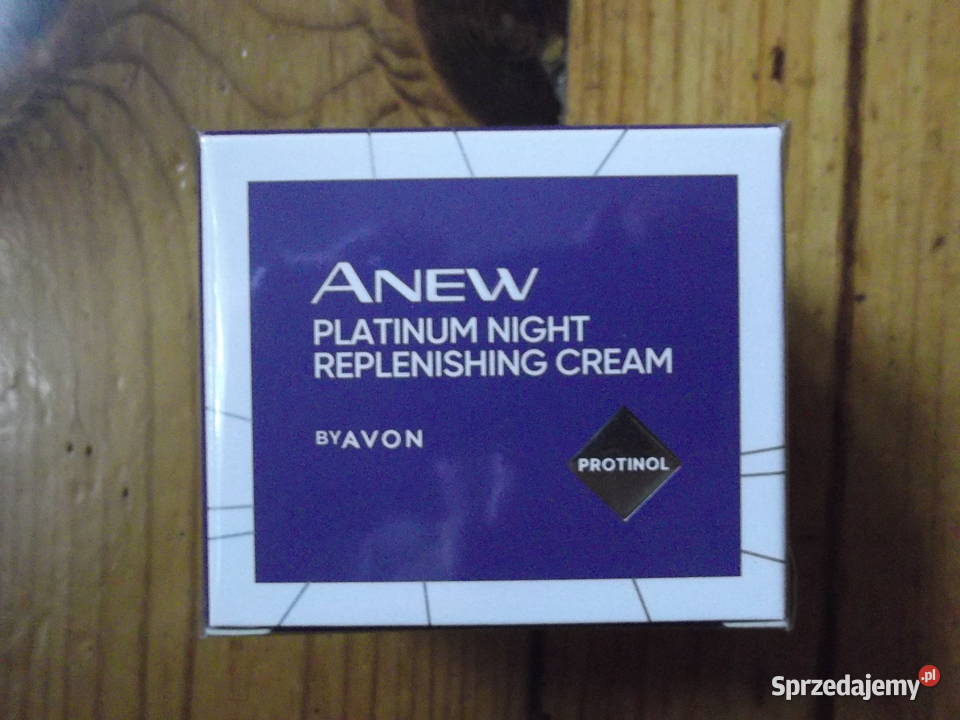 ANEW
PLATINUM NIGHT
REPLENISHING CREAM
BY AVON
PROTINOL
Sprzedajemy.pl